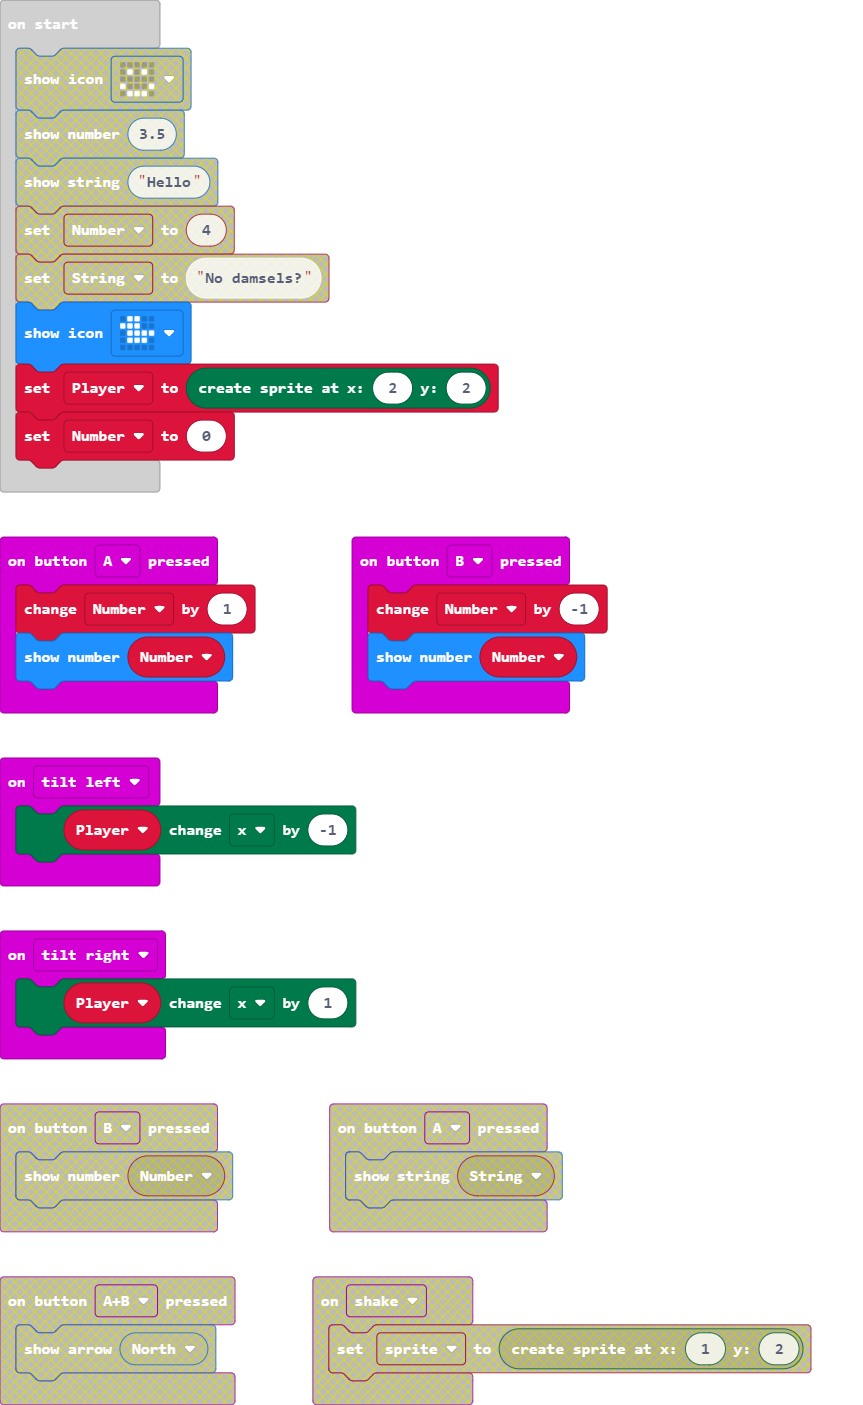 on start
show icon
show number 3.5
show string "Hello"
set Number to 4
set String to "No damsels?"
show icon
set Player to create sprite at x: 2 y: 2
set Number to 0
on button A pressed
change Number by 1
show number Number
on button B pressed
change Number by -1
show number Number
on tilt left
Player change x by -1
on tilt right
Player change x by 1
on button B pressed
show number Number
on button A pressed
show string String
on button A+B pressed
show arrow North
on shake
set sprite to create sprite at x: 1 y: 2